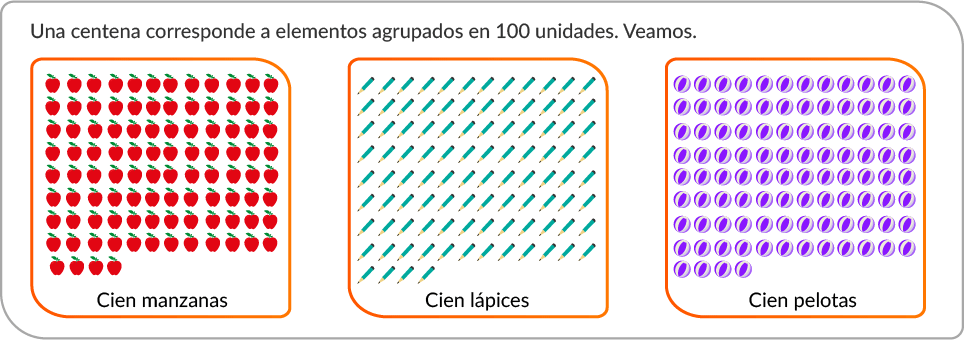 Una centena corresponde a elementos agrupados en 100 unidades. Veamos.
Cien manzanas
Cien lápices
Cien pelotas